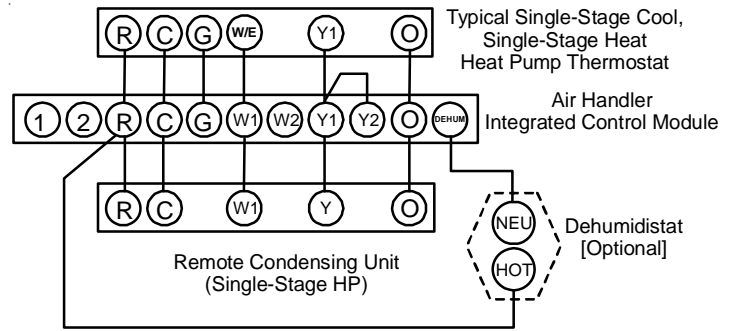 R C G W/E Y1 O
Typical Single-Stage Cool,
Single-Stage Heat
Heat Pump Thermostat
1 2 R C G W1 W2 Y1 Y2 O DEHUM
Air Handler
Integrated Control Module
R C W1 Y O
Remote Condensing Unit
(Single-Stage HP)
NEU
HOT
Dehumidistat
[Optional]